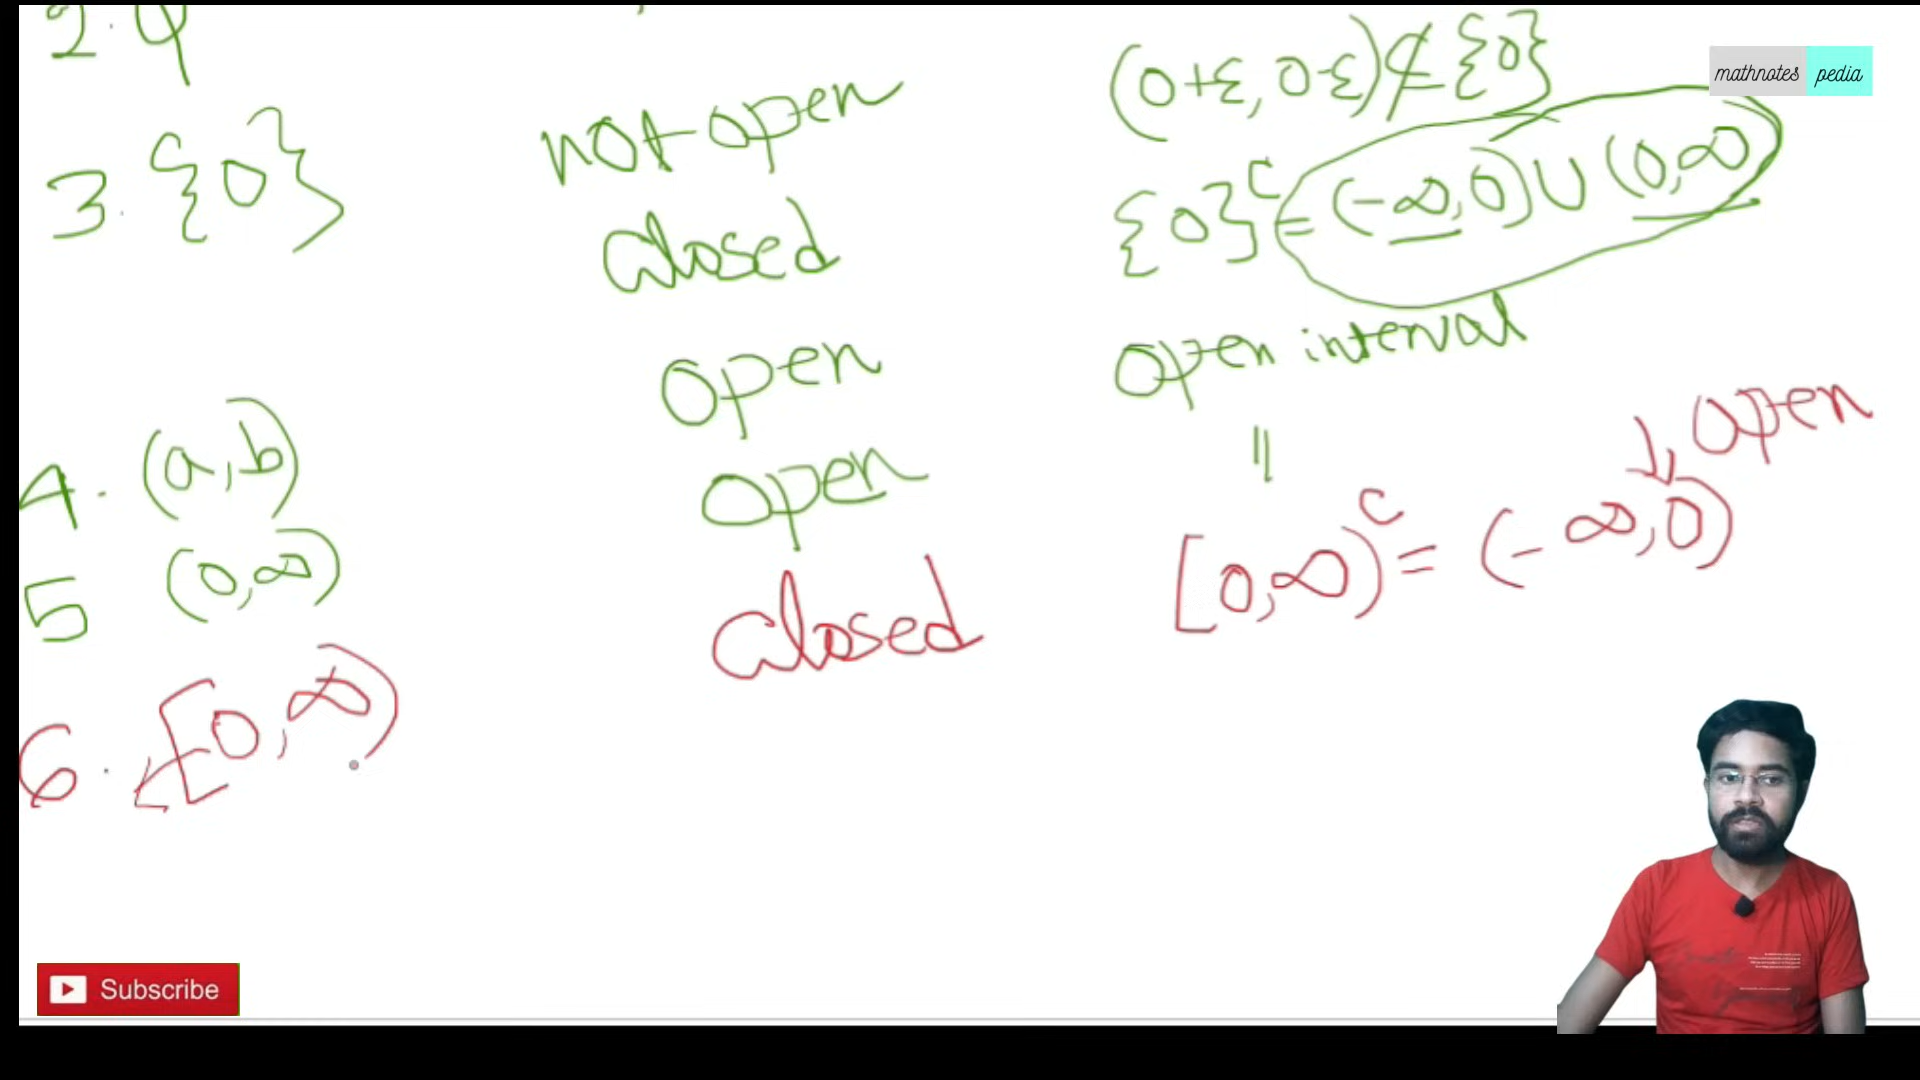 2. φ
(0+ε, 0-ε) ⊄ {0}
mathnotes pedia
3. {0} not open
closed
{0}ᶜ = (-∞,0) ∪ (0,∞)
open
open interval
4. (a,b)
open
||
open
5 (0,∞)
[0,∞)ᶜ = (-∞,0)
closed
6. [0,∞)
Subscribe